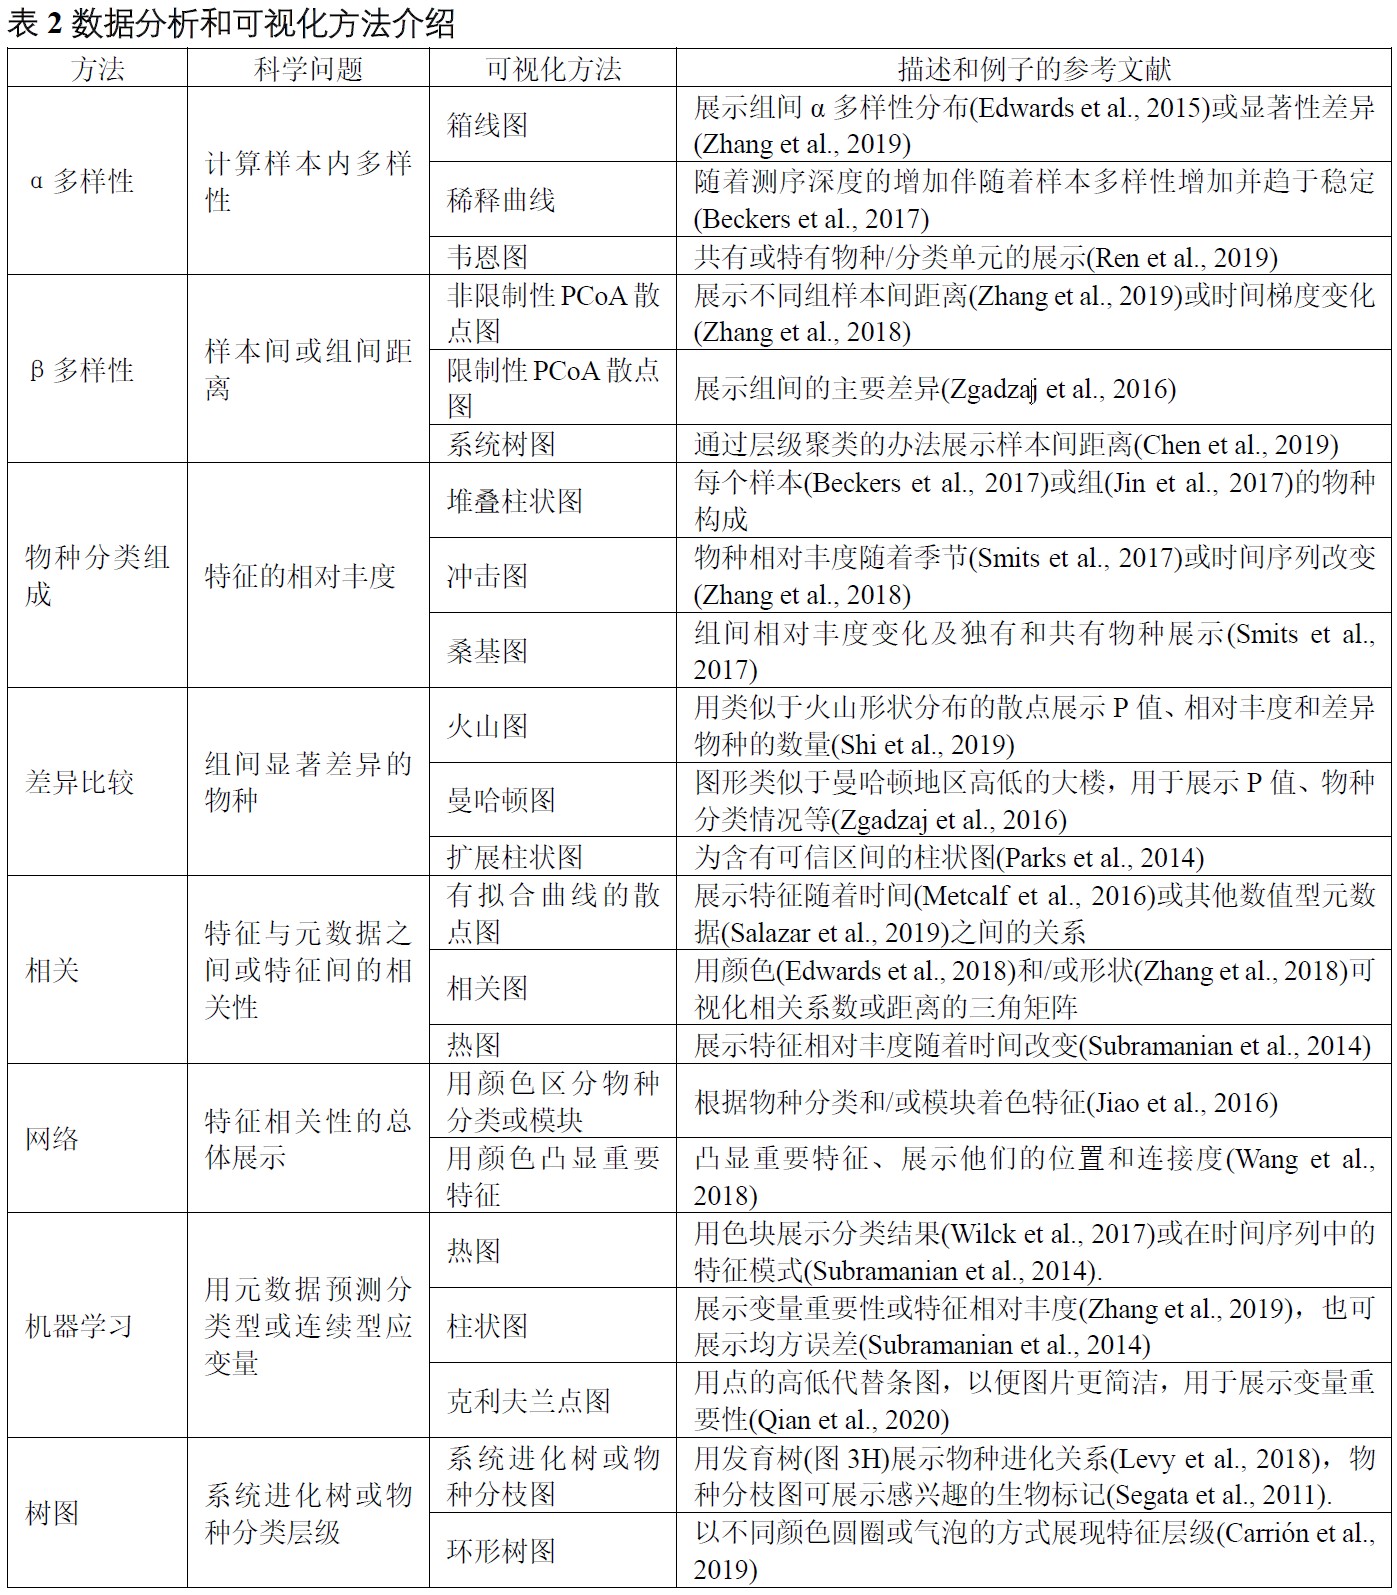 表 2 数据分析和可视化方法介绍
方法 科学问题 可视化方法 描述和例子的参考文献
α 多样性
计算样本内多样
性
箱线图
展示组间 α 多样性分布(Edwards et al., 2015)或显著性差异
(Zhang et al., 2019)
稀释曲线
随着测序深度的增加伴随着样本多样性增加并趋于稳定
(Beckers et al., 2017)
韦恩图
共有或特有物种/分类单元的展示(Ren et al., 2019)
β 多样性
样本间或组间距
离
非限制性 PCoA 散
点图
展示不同组样本间距离(Zhang et al., 2019)或时间梯度变化
(Zhang et al., 2018)
限制性 PCoA 散点
图
展示组间的主要差异(Zgadzaj et al., 2016)
系统树图
通过层级聚类的办法展示样本间距离(Chen et al., 2019)
物种分类组
成
特征的相对丰度
堆叠柱状图
每个样本(Beckers et al., 2017)或组(Jin et al., 2017)的物种
构成
冲击图
物种相对丰度随着季节(Smits et al., 2017)或时间序列改变
(Zhang et al., 2018)
桑基图
组间相对丰度变化及独有和共有物种展示(Smits et al.,
2017)
差异比较
组间显著差异的
物种
火山图
用类似于火山形状分布的散点展示 P 值、相对丰度和差异
物种的数量(Shi et al., 2019)
曼哈顿图
图形类似于曼哈顿地区高低的大楼，用于展示 P 值、物种
分类情况等(Zgadzaj et al., 2016)
扩展柱状图
为含有可信区间的柱状图(Parks et al., 2014)
相关
特征与元数据之
间或特征间的相
关性
有拟合曲线的散
点图
展示特征随着时间(Metcalf et al., 2016)或其他数值型元数
据(Salazar et al., 2019)之间的关系
相关图
用颜色(Edwards et al., 2018)和/或形状(Zhang et al., 2018)可
视化相关系数或距离的三角矩阵
热图
展示特征相对丰度随着时间改变(Subramanian et al., 2014)
网络
特征相关性的总
体展示
用颜色区分物种
分类或模块
根据物种分类和/或模块着色特征(Jiao et al., 2016)
用颜色凸显重要
特征
凸显重要特征、展示他们的位置和连接度(Wang et al.,
2018)
机器学习
用元数据预测分
类型或连续型应
变量
热图
用色块展示分类结果(Wilck et al., 2017)或在时间序列中的
特征模式(Subramanian et al., 2014).
柱状图
展示变量重要性或特征相对丰度(Zhang et al., 2019)，也可
展示均方误差(Subramanian et al., 2014)
克利夫兰点图
用点的高低代替条图，以便图片更简洁，用于展示变量重
要性(Qian et al., 2020)
树图
系统进化树或物
种分类层级
系统进化树或物
种分枝图
用发育树(图 3H)展示物种进化关系(Levy et al., 2018)，物
种分枝图可展示感兴趣的生物标记(Segata et al., 2011).
环形树图
以不同颜色圆圈或气泡的方式展现特征层级(Carrión et al.,
2019)